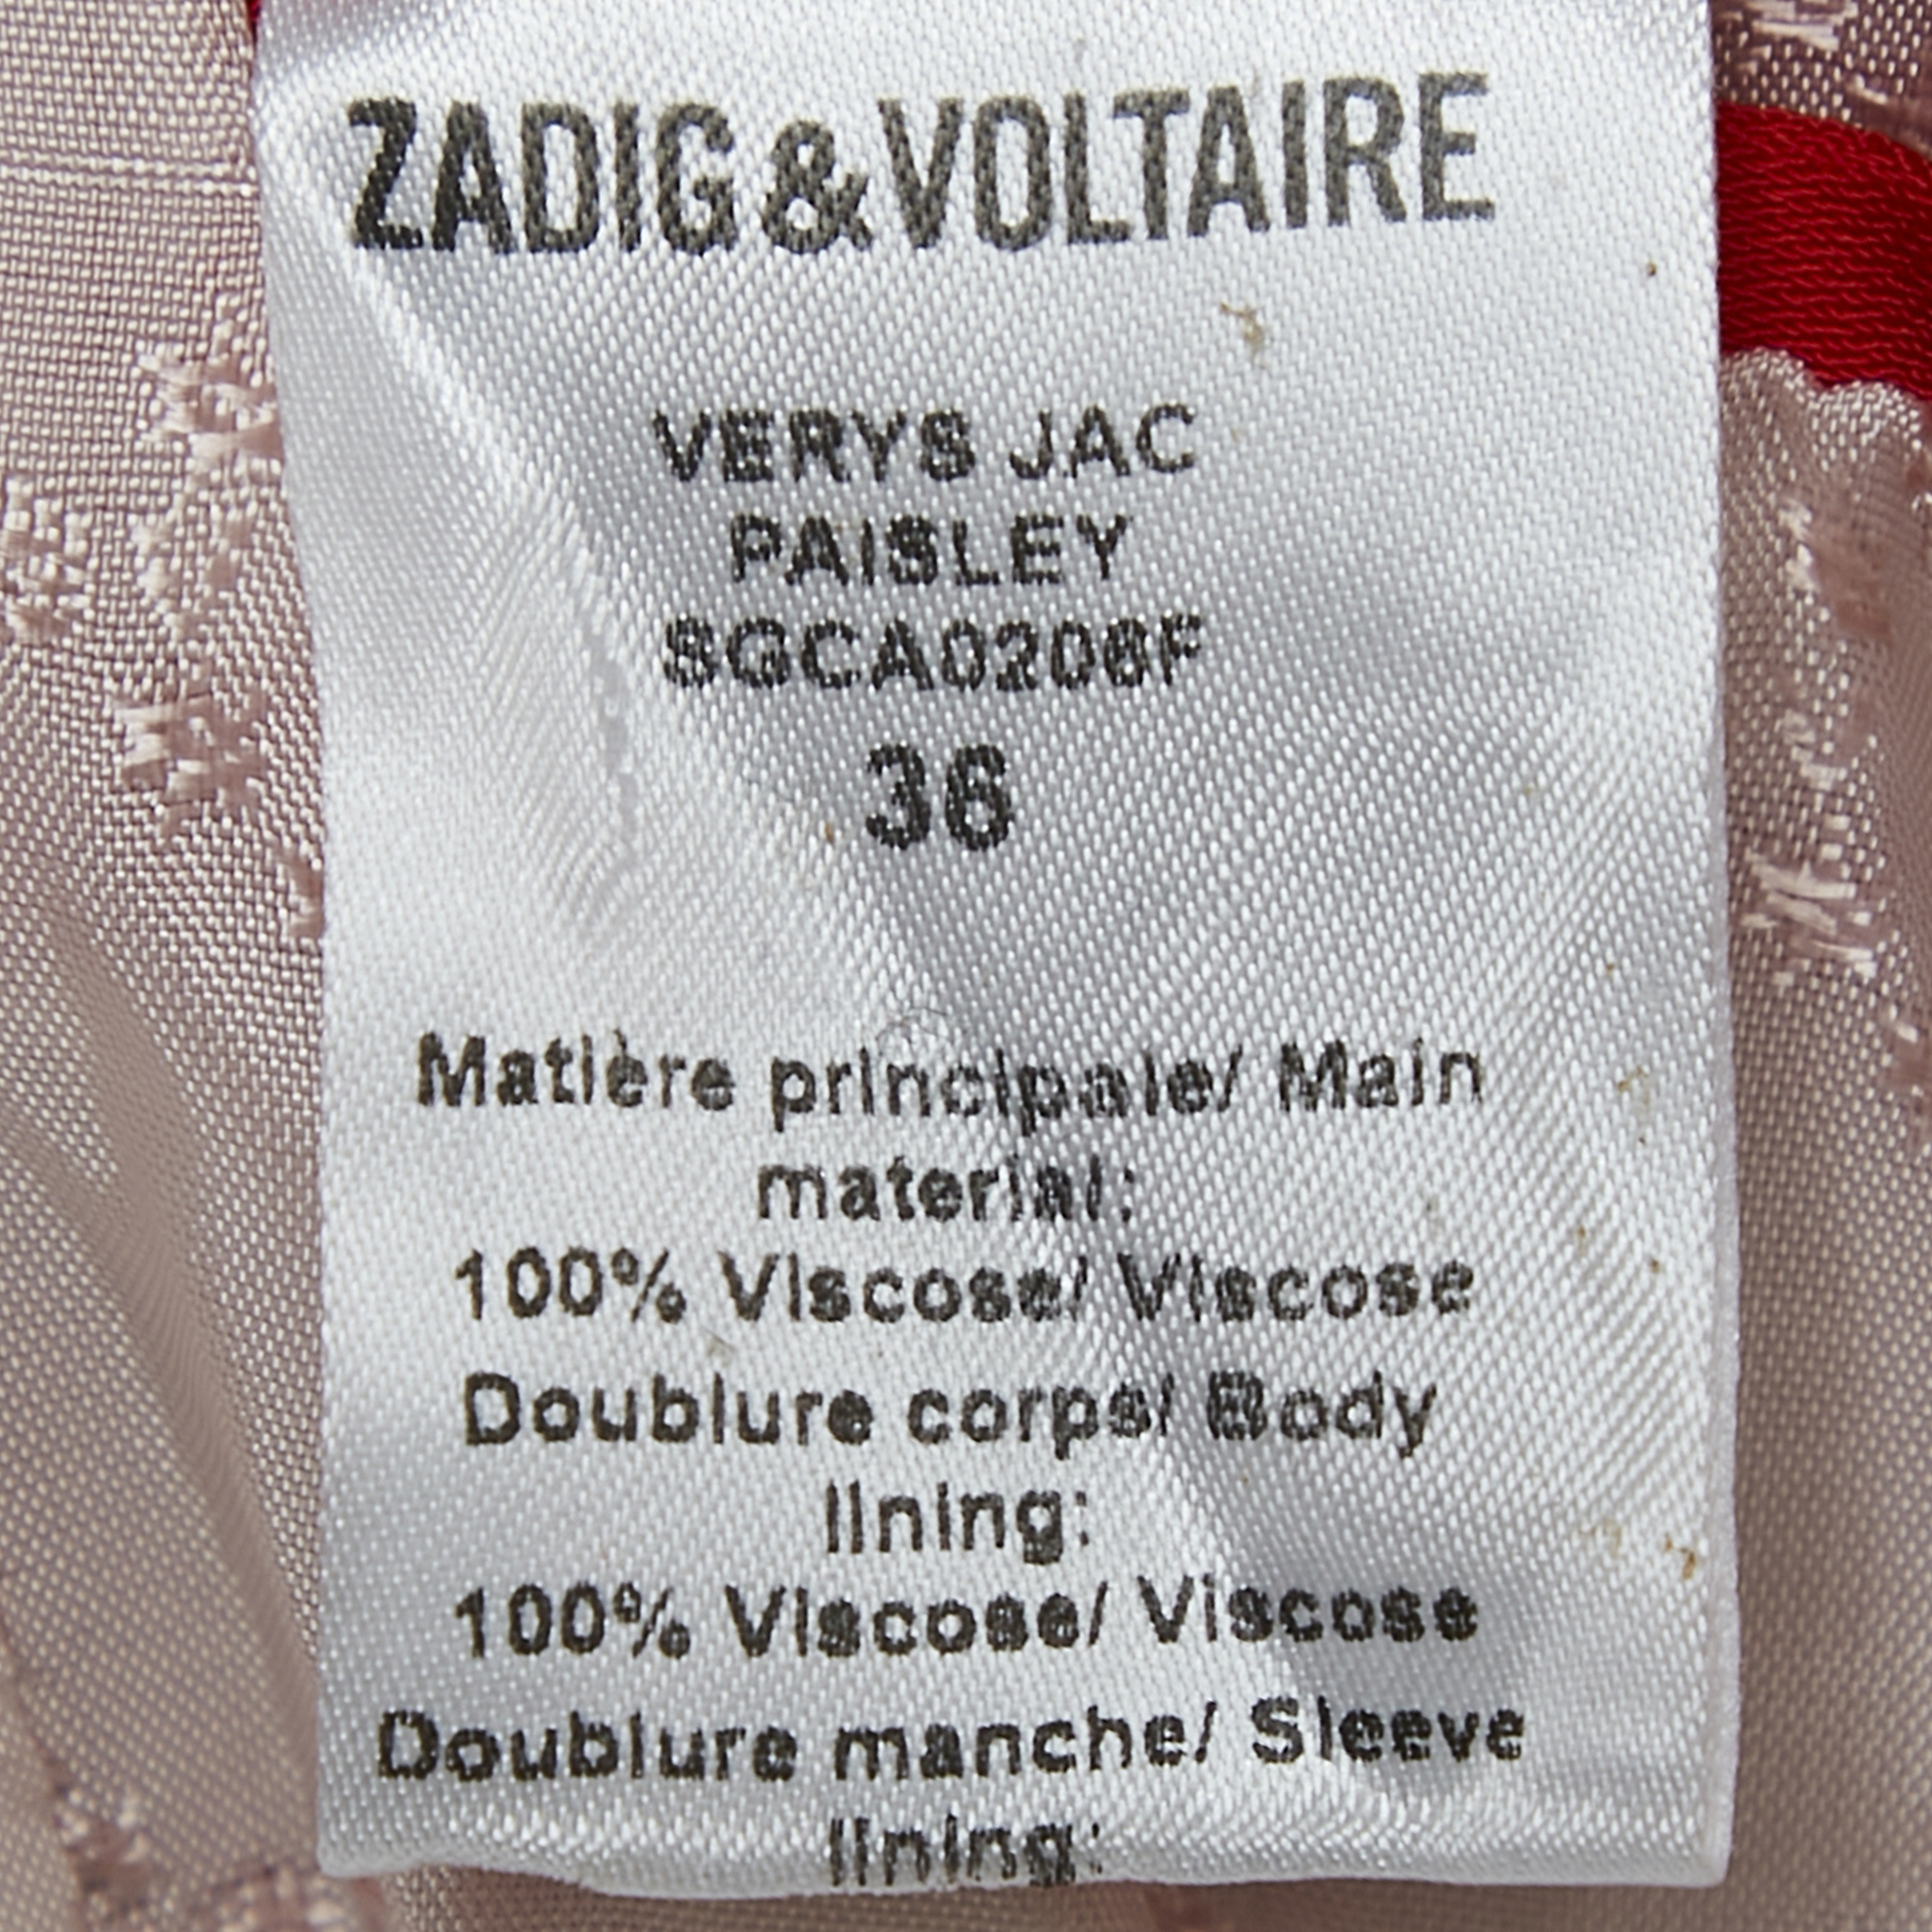 ZADIG&VOLTAIRE
VERYS JAC
PAISLEY
SGCA0206F
36
Matière principale/ Main
material:
100% Viscose/ Viscose
Doublure corps/ Body
lining:
100% Viscose/ Viscose
Doublure manche/ Sleeve
lining: